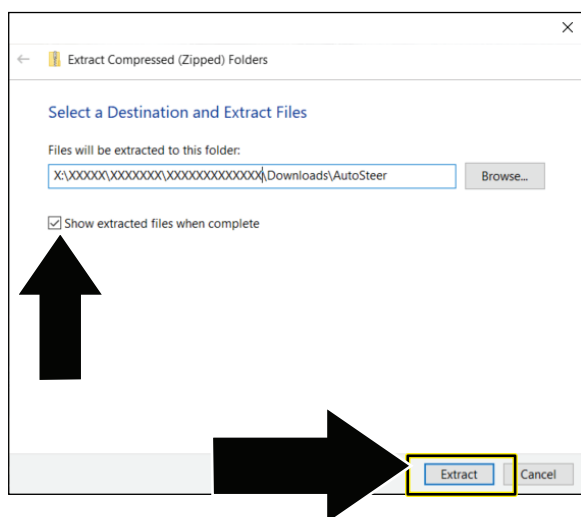 Extract Compressed (Zipped) Folders
Select a Destination and Extract Files
Files will be extracted to this folder:
X:\XXXXX\XXXXXXX\XXXXXXXXXXXXX\Downloads\AutoSteer
Browse...
Show extracted files when complete
Extract
Cancel